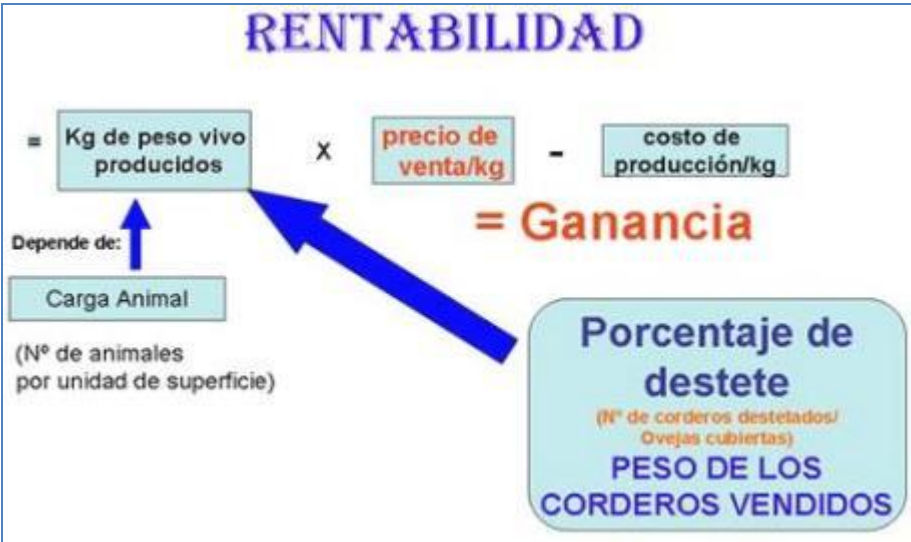 RENTABILIDAD
= Kg de peso vivo
producidos
x
precio de
venta/kg
-
costo de
producción/kg
= Ganancia
Depende de:
Carga Animal
(Nº de animales
por unidad de superficie)
Porcentaje de
destete
(Nº de corderos destetados/
Ovejas cubiertas)
PESO DE LOS
CORDEROS VENDIDOS